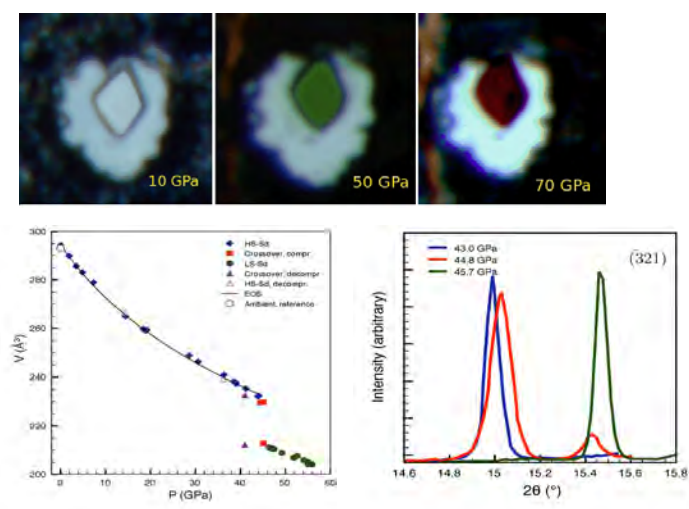 10 GPa
50 GPa
70 GPa
300
280
260
240
220
200
V (Å³)
0
10
20
30
40
50
60
P (GPa)
HS-Sd
Crossover, compr.
LS-Sd
Crossover, decompr.
HS-Sd, decompr.
EOS
Ambient, reference
43.0 GPa
44.8 GPa
45.7 GPa
(321)
Intensity (arbitrary)
14.6
14.8
15
15.2
15.4
15.6
15.8
2θ (°)